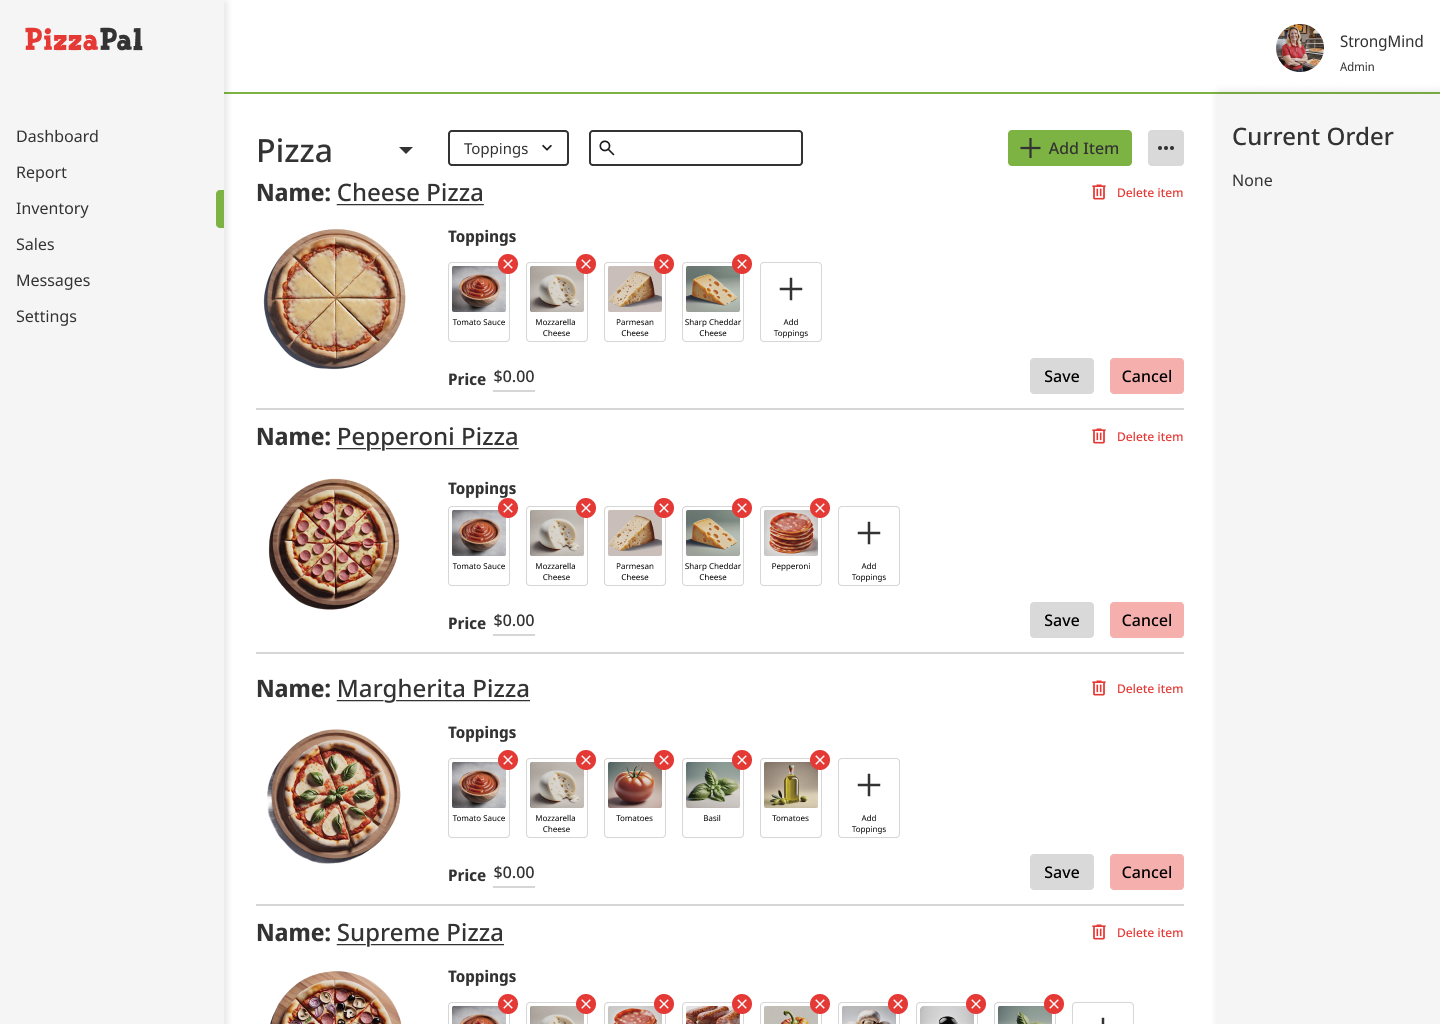 PizzaPal
StrongMind
Admin
Dashboard
Report
Inventory
Sales
Messages
Settings
Pizza
Toppings
Add Item
Current Order
None
Name: Cheese Pizza
Delete item
Toppings
Tomato Sauce
Mozzarella
Cheese
Parmesan
Cheese
Sharp Cheddar
Cheese
Add
Toppings
Price $0.00
Save
Cancel
Name: Pepperoni Pizza
Delete item
Toppings
Tomato Sauce
Mozzarella
Cheese
Parmesan
Cheese
Sharp Cheddar
Cheese
Pepperoni
Add
Toppings
Price $0.00
Save
Cancel
Name: Margherita Pizza
Delete item
Toppings
Tomato Sauce
Mozzarella
Cheese
Tomatoes
Basil
Tomatoes
Add
Toppings
Price $0.00
Save
Cancel
Name: Supreme Pizza
Delete item
Toppings